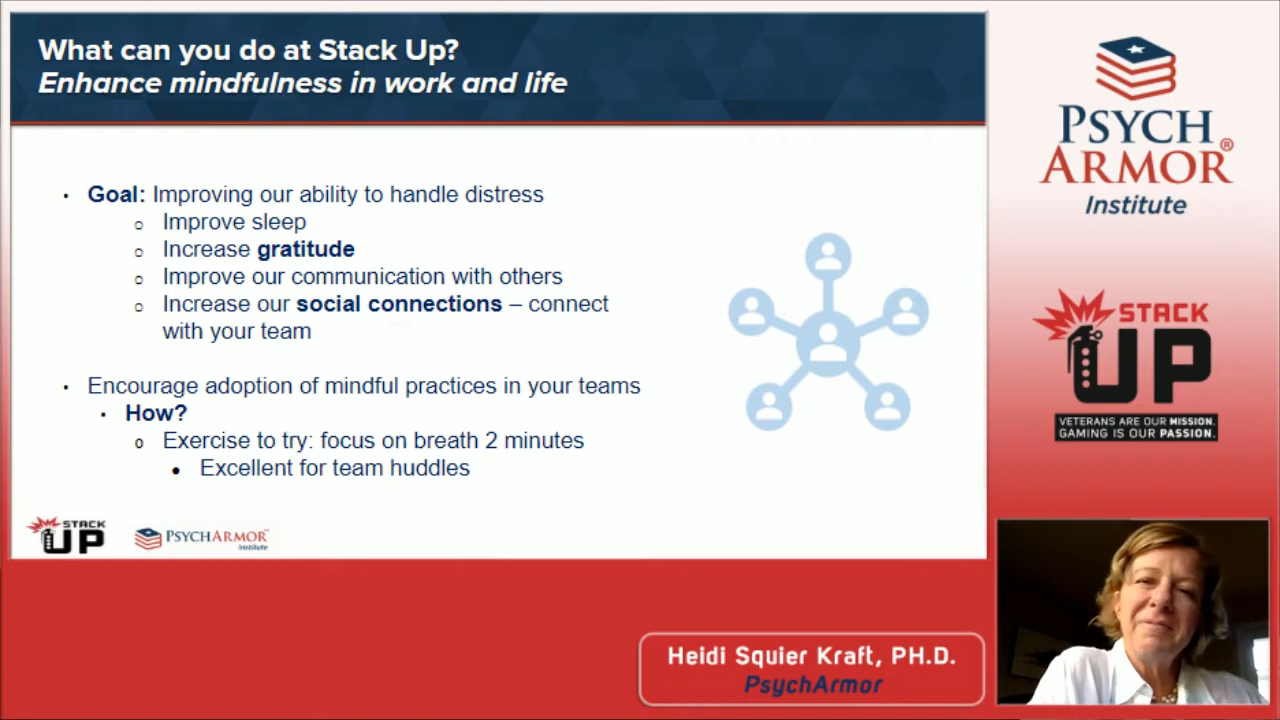 What can you do at Stack Up?
Enhance mindfulness in work and life
• Goal: Improving our ability to handle distress
o Improve sleep
o Increase gratitude
o Improve our communication with others
o Increase our social connections – connect
with your team
• Encourage adoption of mindful practices in your teams
• How?
o Exercise to try: focus on breath 2 minutes
• Excellent for team huddles
STACK
UP
PSYCHARMOR™
Institute
PSYCH
ARMOR®
Institute
STACK
UP
VETERANS ARE OUR MISSION.
GAMING IS OUR PASSION.
Heidi Squier Kraft, PH.D.
PsychArmor